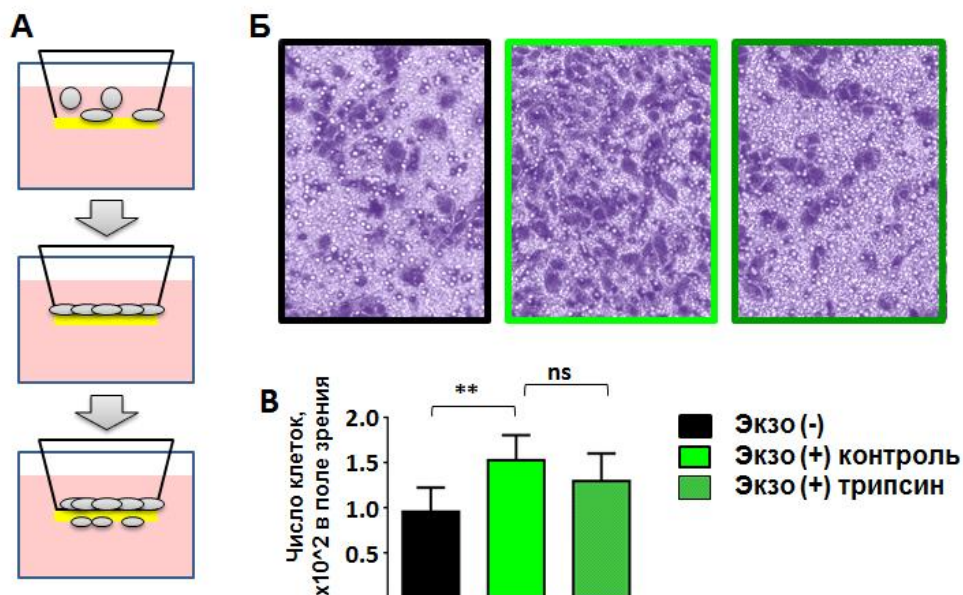 А
Б
В
** ns
Число клеток,
x10^2 в поле зрения
2.0
1.5
1.0
0.5
Экзо (-)
Экзо (+) контроль
Экзо (+) трипсин